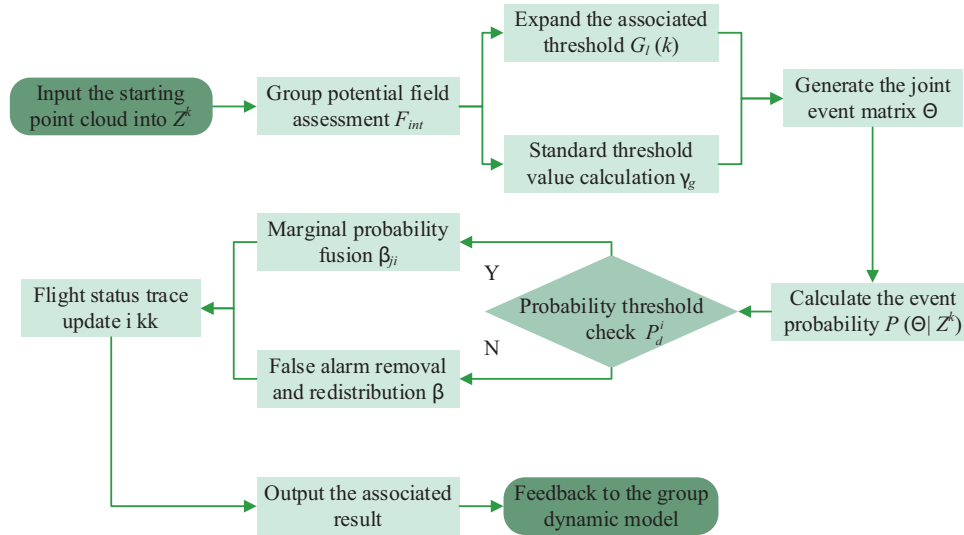 Input the starting
point cloud into Z^k
Group potential field
assessment F_int
Expand the associated
threshold G_l (k)
Standard threshold
value calculation γ_g
Generate the joint
event matrix Θ
Calculate the event
probability P (Θ| Z^k)
Probability threshold
check P_d^i
Y
N
Marginal probability
fusion β_ji
False alarm removal
and redistribution β
Flight status trace
update i kk
Output the associated
result
Feedback to the group
dynamic model